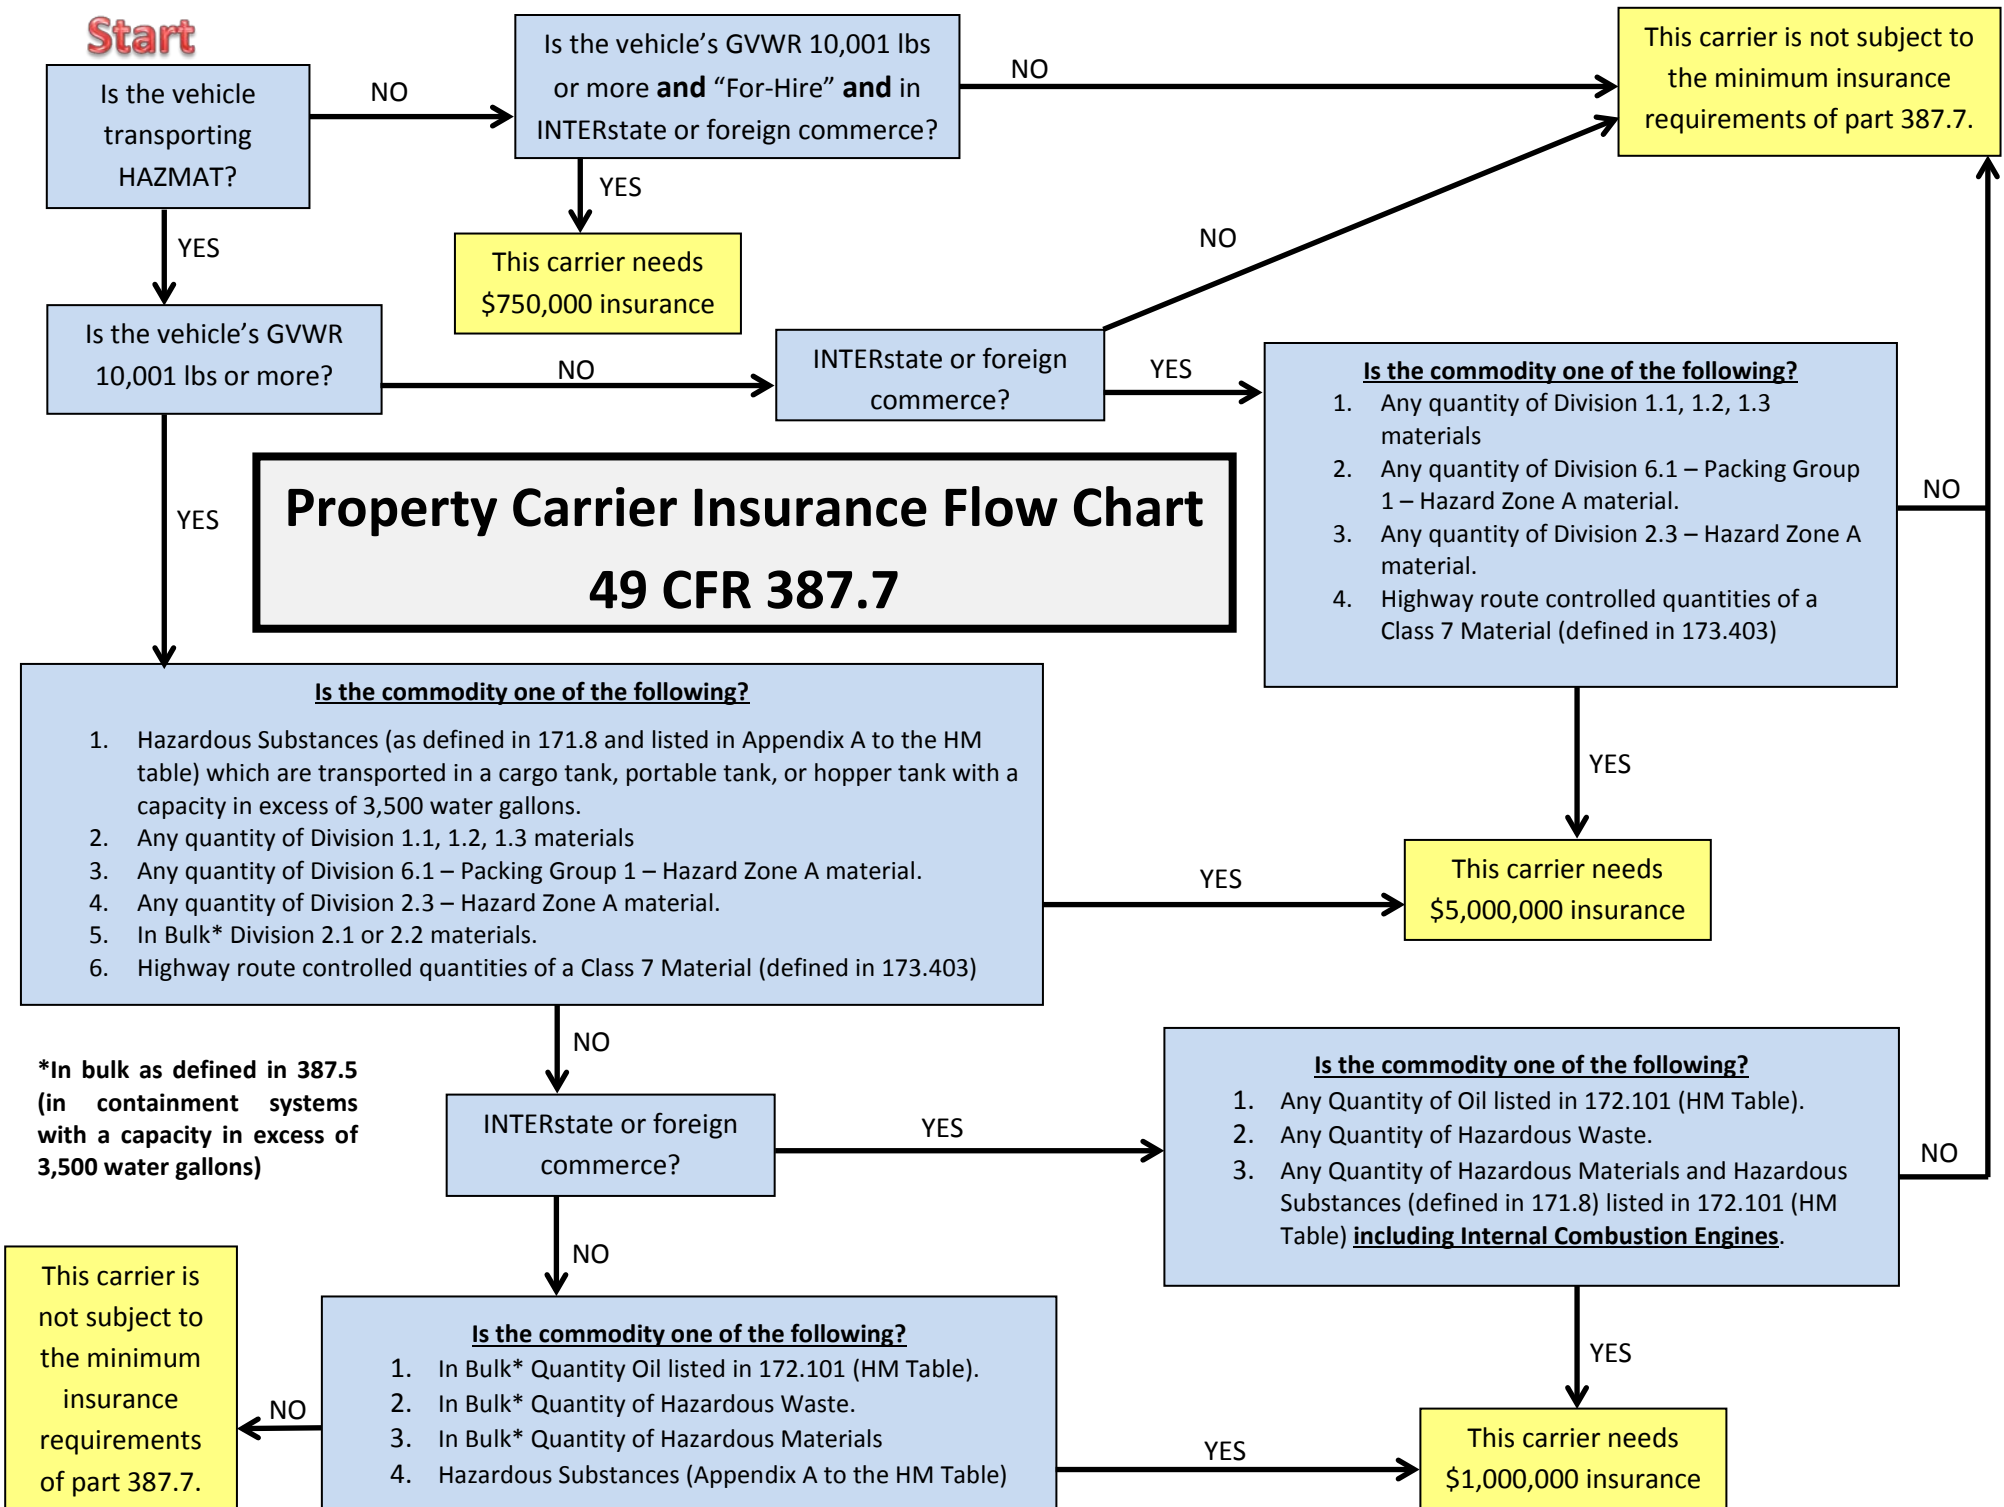 Start
Is the vehicle
transporting
HAZMAT?
NO
Is the vehicle’s GVWR 10,001 lbs
or more and “For-Hire” and in
INTERstate or foreign commerce?
NO
This carrier is not subject to
the minimum insurance
requirements of part 387.7.
YES
YES
This carrier needs
$750,000 insurance
NO
Is the vehicle’s GVWR
10,001 lbs or more?
NO
INTERstate or foreign
commerce?
YES
Is the commodity one of the following?
1. Any quantity of Division 1.1, 1.2, 1.3
materials
2. Any quantity of Division 6.1 – Packing Group
1 – Hazard Zone A material.
3. Any quantity of Division 2.3 – Hazard Zone A
material.
4. Highway route controlled quantities of a
Class 7 Material (defined in 173.403)
NO
YES
Property Carrier Insurance Flow Chart
49 CFR 387.7
YES
Is the commodity one of the following?
1. Hazardous Substances (as defined in 171.8 and listed in Appendix A to the HM
table) which are transported in a cargo tank, portable tank, or hopper tank with a
capacity in excess of 3,500 water gallons.
2. Any quantity of Division 1.1, 1.2, 1.3 materials
3. Any quantity of Division 6.1 – Packing Group 1 – Hazard Zone A material.
4. Any quantity of Division 2.3 – Hazard Zone A material.
5. In Bulk* Division 2.1 or 2.2 materials.
6. Highway route controlled quantities of a Class 7 Material (defined in 173.403)
YES
This carrier needs
$5,000,000 insurance
NO
*In bulk as defined in 387.5
(in containment systems
with a capacity in excess of
3,500 water gallons)
INTERstate or foreign
commerce?
YES
Is the commodity one of the following?
1. Any Quantity of Oil listed in 172.101 (HM Table).
2. Any Quantity of Hazardous Waste.
3. Any Quantity of Hazardous Materials and Hazardous
Substances (defined in 171.8) listed in 172.101 (HM
Table) including Internal Combustion Engines.
NO
NO
YES
This carrier is
not subject to
the minimum
insurance
requirements
of part 387.7.
NO
Is the commodity one of the following?
1. In Bulk* Quantity Oil listed in 172.101 (HM Table).
2. In Bulk* Quantity of Hazardous Waste.
3. In Bulk* Quantity of Hazardous Materials
4. Hazardous Substances (Appendix A to the HM Table)
YES
This carrier needs
$1,000,000 insurance